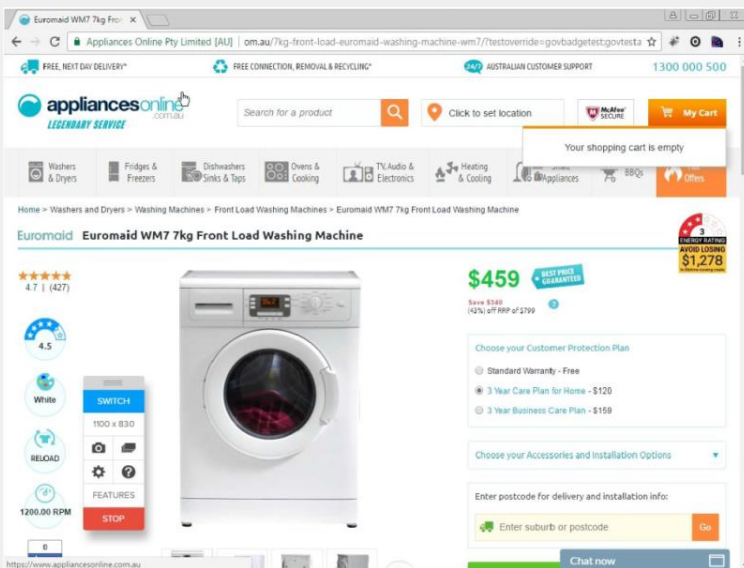 Euromaid WM7 7kg Fron
Appliances Online Pty Limited [AU] | om.au/7kg-front-load-euromaid-washing-machine-wm7/?testoverride=govbadgetest:govtesta
FREE, NEXT DAY DELIVERY*
FREE CONNECTION, REMOVAL & RECYCLING*
24/7 AUSTRALIAN CUSTOMER SUPPORT
1300 000 500
appliancesonline
.com.au
LEGENDARY SERVICE
Search for a product
Click to set location
McAfee
SECURE
My Cart
Your shopping cart is empty
Washers
& Dryers
Fridges &
Freezers
Dishwashers
Sinks & Taps
Ovens &
Cooking
TV, Audio &
Electronics
Heating
& Cooling
Appliances
BBQs
Offers
Home > Washers and Dryers > Washing Machines > Front Load Washing Machines > Euromaid WM7 7kg Front Load Washing Machine
Euromaid Euromaid WM7 7kg Front Load Washing Machine
3
ENERGY RATING
AVOID LOSING
$1,278
4.7 | (427)
$459
BEST PRICE
GUARANTEED
Save $340
(43%) off RRP of $799
?
4.5
White
RELOAD
1200.00 RPM
0
SWITCH
1100 x 830
FEATURES
STOP
Choose your Customer Protection Plan
Standard Warranty - Free
3 Year Care Plan for Home - $120
3 Year Business Care Plan - $159
Choose your Accessories and Installation Options
Enter postcode for delivery and installation info:
Enter suburb or postcode
Go
Chat now
https://www.appliancesonline.com.au